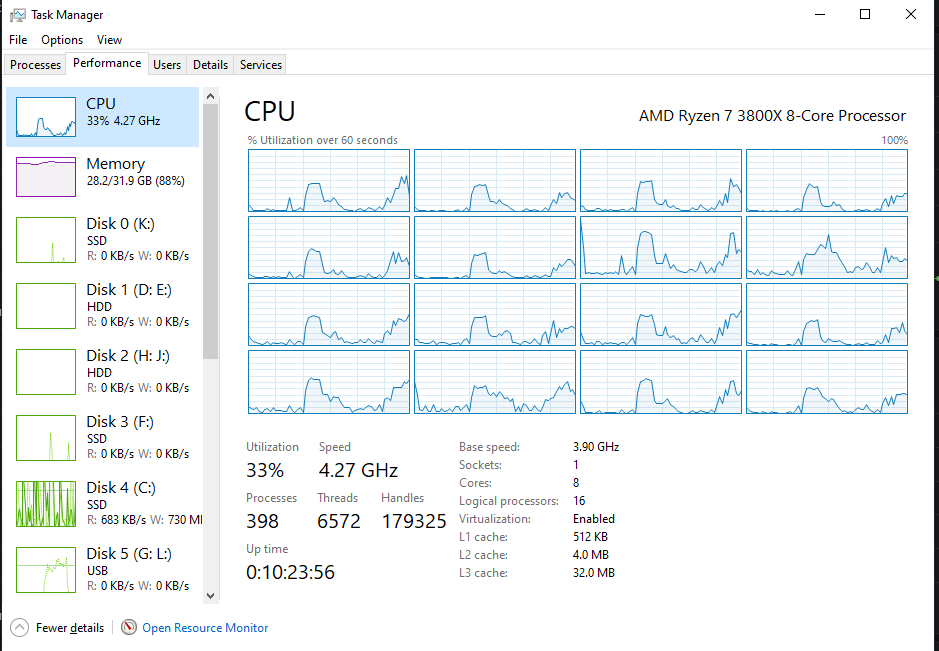 Task Manager
File Options View
Processes Performance Users Details Services
CPU
33% 4.27 GHz
Memory
28.2/31.9 GB (88%)
Disk 0 (K:)
SSD
R: 0 KB/s W: 0 KB/s
Disk 1 (D: E:)
HDD
R: 0 KB/s W: 0 KB/s
Disk 2 (H: J:)
HDD
R: 0 KB/s W: 0 KB/s
Disk 3 (F:)
SSD
R: 0 KB/s W: 0 KB/s
Disk 4 (C:)
SSD
R: 683 KB/s W: 730 M
Disk 5 (G: L:)
USB
R: 0 KB/s W: 0 KB/s
CPU AMD Ryzen 7 3800X 8-Core Processor
% Utilization over 60 seconds 100%
Utilization Speed
33% 4.27 GHz
Processes Threads Handles
398 6572 179325
Up time
0:10:23:56
Base speed: 3.90 GHz
Sockets: 1
Cores: 8
Logical processors: 16
Virtualization: Enabled
L1 cache: 512 KB
L2 cache: 4.0 MB
L3 cache: 32.0 MB
Fewer details Open Resource Monitor